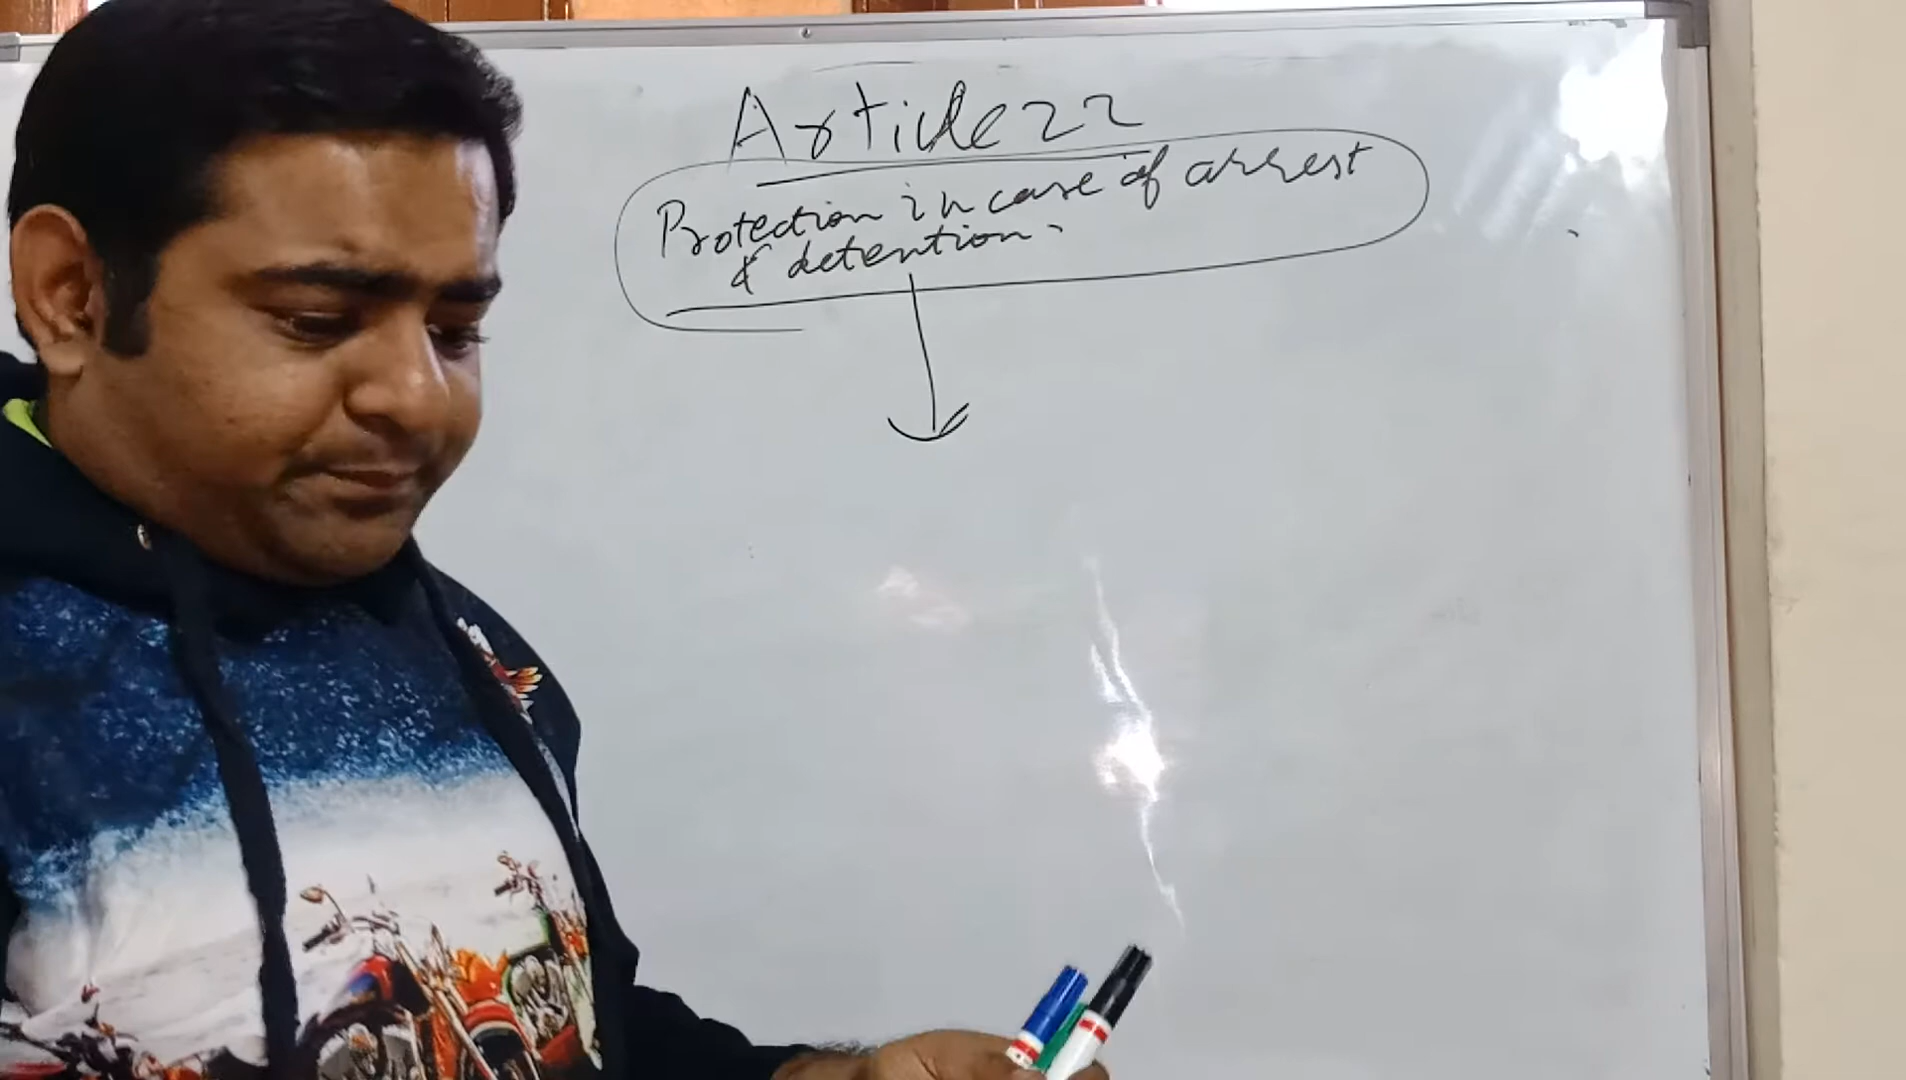 Article 22
Protection in case of arrest
& detention.